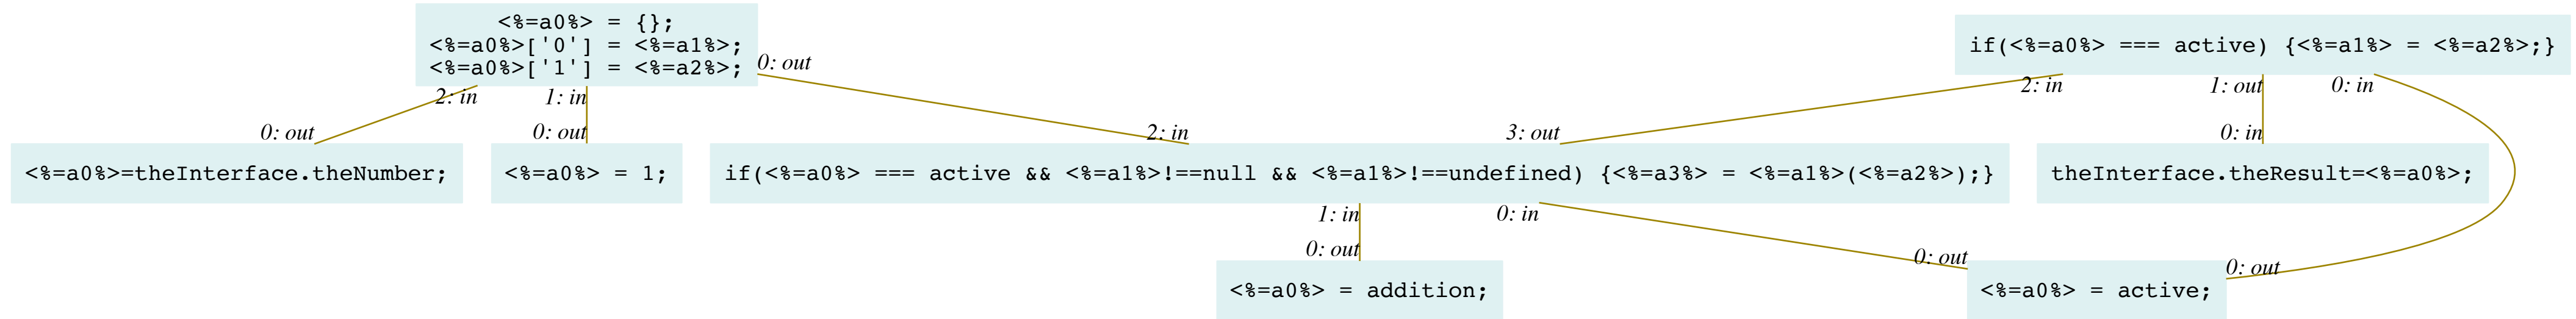 <%=a0%> = {};
<%=a0%>['0'] = <%=a1%>;
<%=a0%>['1'] = <%=a2%>;
if(<%=a0%> === active) {<%=a1%> = <%=a2%>;}
0: out
2: in
1: in
2: in
1: out
0: in
0: out
0: out
2: in
3: out
0: in
<%=a0%>=theInterface.theNumber;
<%=a0%> = 1;
if(<%=a0%> === active && <%=a1%>!==null && <%=a1%>!==undefined) {<%=a3%> = <%=a1%>(<%=a2%>);}
theInterface.theResult=<%=a0%>;
1: in
0: in
0: out
0: out
0: out
<%=a0%> = addition;
<%=a0%> = active;